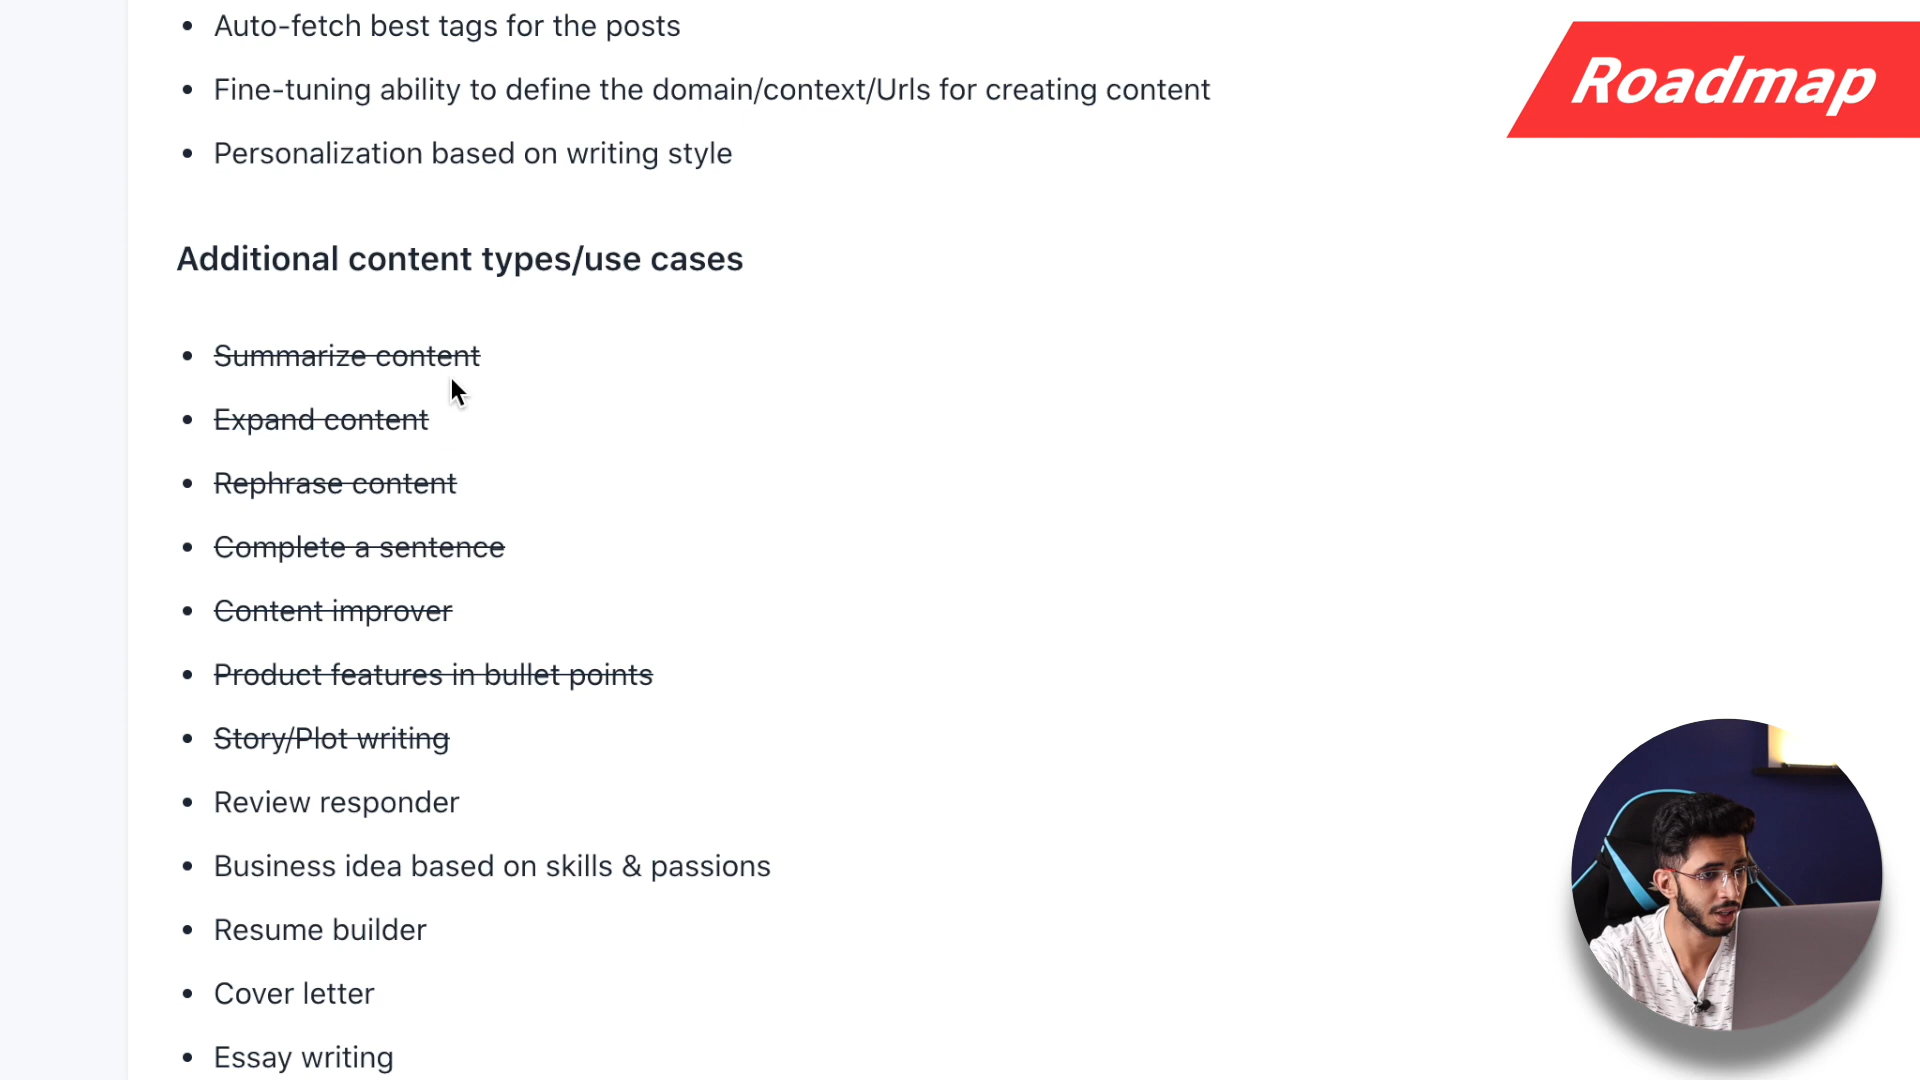 Auto-fetch best tags for the posts
Roadmap
Fine-tuning ability to define the domain/context/Urls for creating content
Personalization based on writing style
Additional content types/use cases
Summarize content
Expand content
Rephrase content
Complete a sentence
Content improver
Product features in bullet points
Story/Plot writing
Review responder
Business idea based on skills & passions
Resume builder
Cover letter
Essay writing